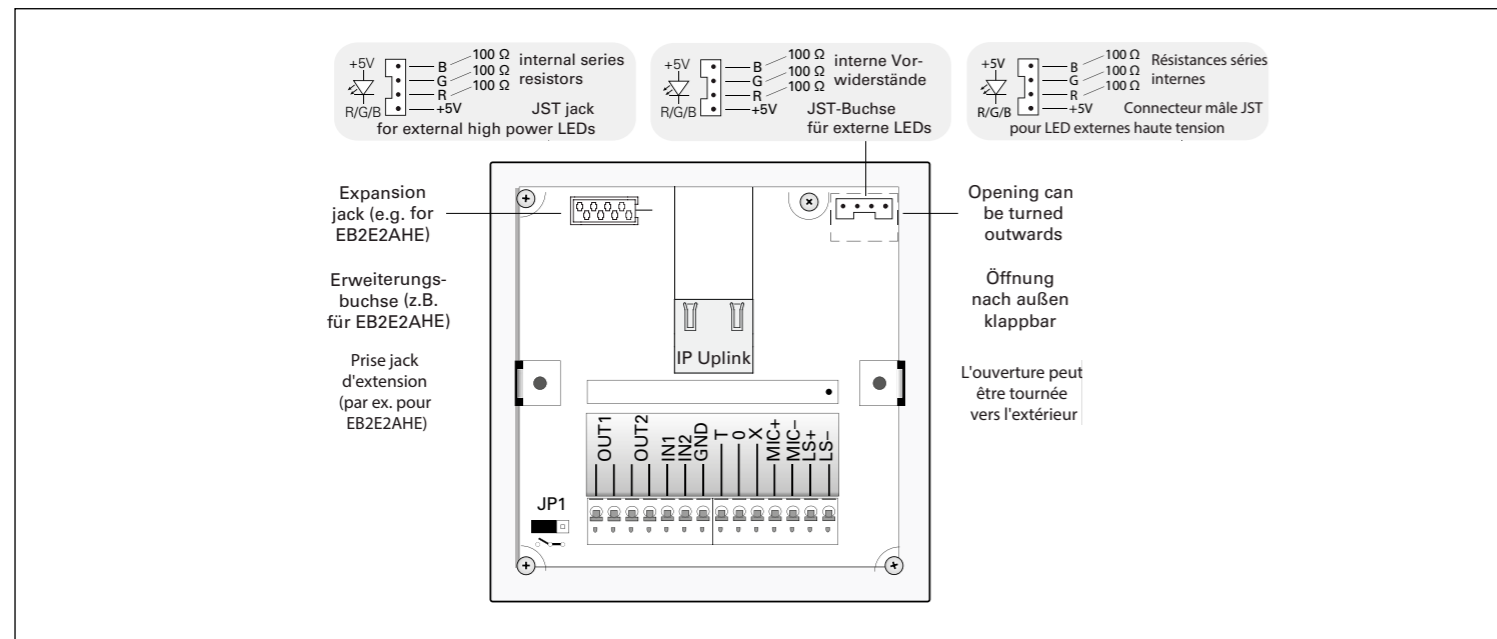 +5V
R/G/B
B 100 Ω
G 100 Ω
R 100 Ω
+5V
internal series
resistors
JST jack
for external high power LEDs
+5V
R/G/B
B 100 Ω
G 100 Ω
R 100 Ω
+5V
interne Vor-
widerstände
JST-Buchse
für externe LEDs
+5V
R/G/B
B 100 Ω
G 100 Ω
R 100 Ω
+5V
Résistances séries
internes
Connecteur mâle JST
pour LED externes haute tension
Expansion
jack (e.g. for
EB2E2AHE)
Erweiterungs-
buchse (z.B.
für EB2E2AHE)
Prise jack
d'extension
(par ex. pour
EB2E2AHE)
IP Uplink
OUT1
OUT2
IN1
IN2
GND
T
0
X
MIC+
MIC–
LS+
LS–
JP1
Opening can
be turned
outwards
Öffnung
nach außen
klappbar
L'ouverture peut
être tournée
vers l'extérieur